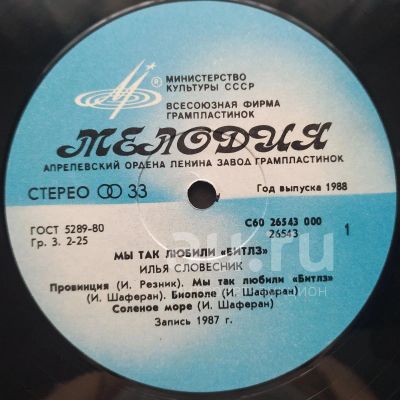 МИНИСТЕРСТВО
КУЛЬТУРЫ СССР
ВСЕСОЮЗНАЯ ФИРМА
ГРАМПЛАСТИНОК
МЕЛОДИЯ
АПРЕЛЕВСКИЙ ОРДЕНА ЛЕНИНА ЗАВОД ГРАМПЛАСТИНОК
СТЕРЕО 33
Год выпуска 1988
ГОСТ 5289-80
Гр. 3. 2-25
С60 26543 000
26543
1
au.ru
МЫ ТАК ЛЮБИЛИ «БИТЛЗ»
ИЛЬЯ СЛОВЕСНИК
Провинция (И. Резник). Мы так любили «Битлз»
(И. Шаферан). Биополе (И. Шаферан)
Соленое море (И. Шаферан)
Запись 1987 г.